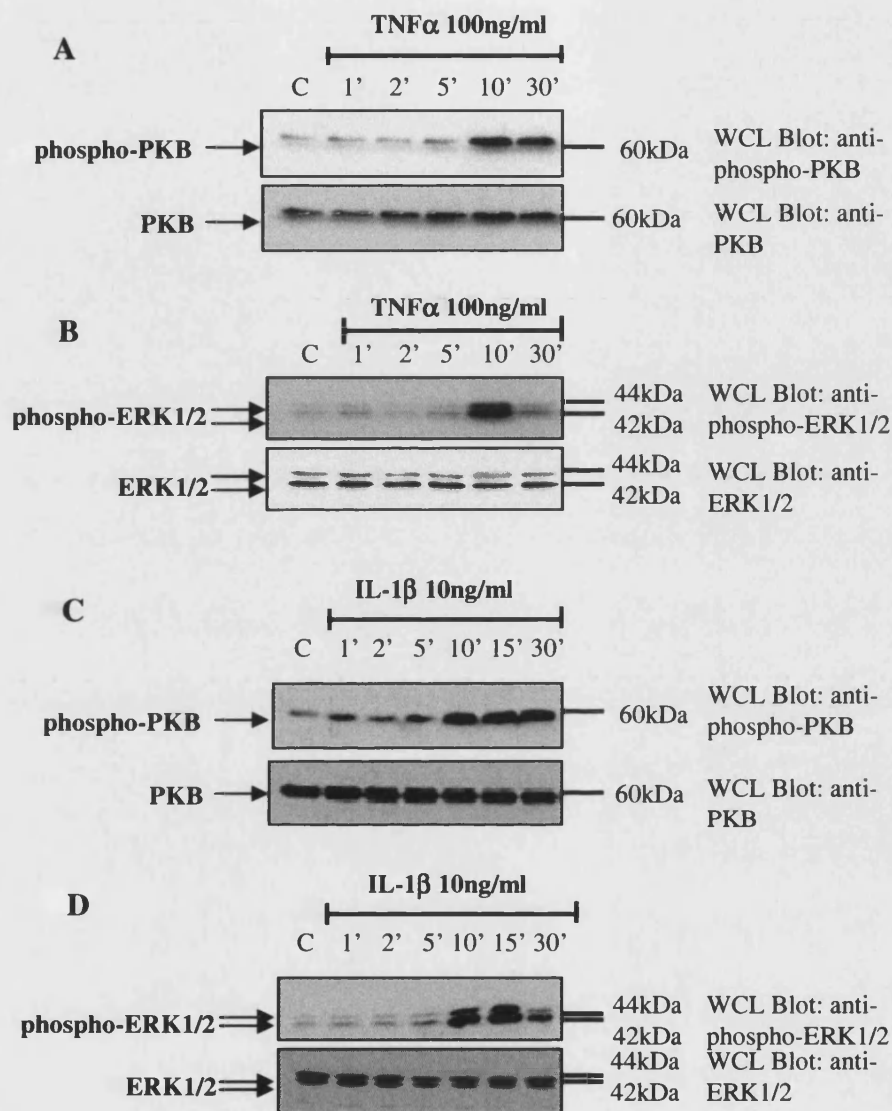 A
TNFα 100ng/ml
C 1’ 2’ 5’ 10’ 30’
phospho-PKB
60kDa
WCL Blot: anti-
phospho-PKB
PKB
60kDa
WCL Blot: anti-
PKB
B
TNFα 100ng/ml
C 1’ 2’ 5’ 10’ 30’
phospho-ERK1/2
44kDa
42kDa
WCL Blot: anti-
phospho-ERK1/2
ERK1/2
44kDa
42kDa
WCL Blot: anti-
ERK1/2
C
IL-1β 10ng/ml
C 1’ 2’ 5’ 10’ 15’ 30’
phospho-PKB
60kDa
WCL Blot: anti-
phospho-PKB
PKB
60kDa
WCL Blot: anti-
PKB
D
IL-1β 10ng/ml
C 1’ 2’ 5’ 10’ 15’ 30’
phospho-ERK1/2
44kDa
42kDa
WCL Blot: anti-
phospho-ERK1/2
ERK1/2
44kDa
42kDa
WCL Blot: anti-
ERK1/2